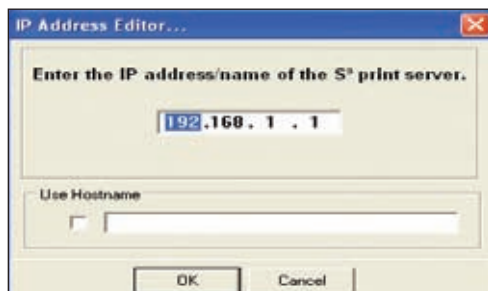 IP Address Editor...
Enter the IP address/name of the S³ print server.
192 .168 . 1 . 1
Use Hostname
OK Cancel